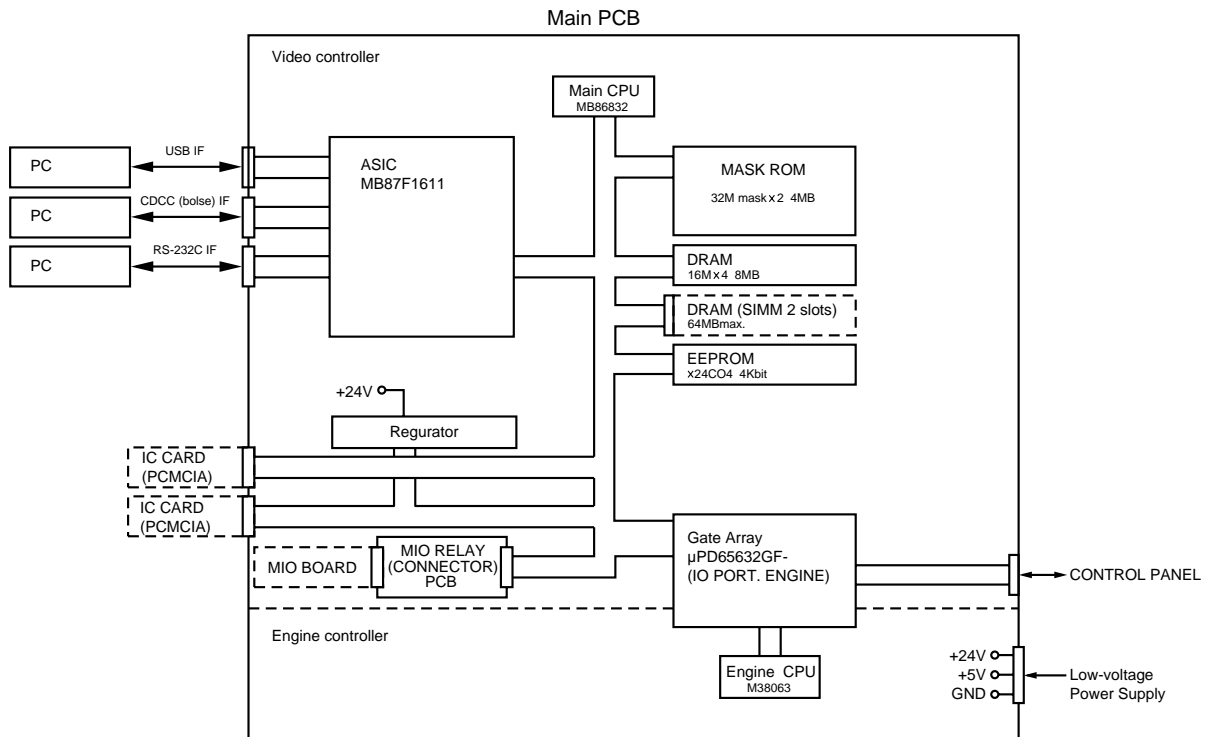 Main PCB
Video controller
Main CPU
MB86832
PC
USB IF
ASIC
MB87F1611
MASK ROM
32M mask x 2 4MB
PC
CDCC (bolse) IF
PC
RS-232C IF
DRAM
16M x 4 8MB
DRAM (SIMM 2 slots)
64MBmax.
EEPROM
x24CO4 4Kbit
+24V
Regurator
IC CARD
(PCMCIA)
IC CARD
(PCMCIA)
MIO BOARD
MIO RELAY
(CONNECTOR)
PCB
Gate Array
µPD65632GF-
(IO PORT. ENGINE)
CONTROL PANEL
Engine controller
Engine CPU
M38063
+24V
+5V
GND
Low-voltage
Power Supply